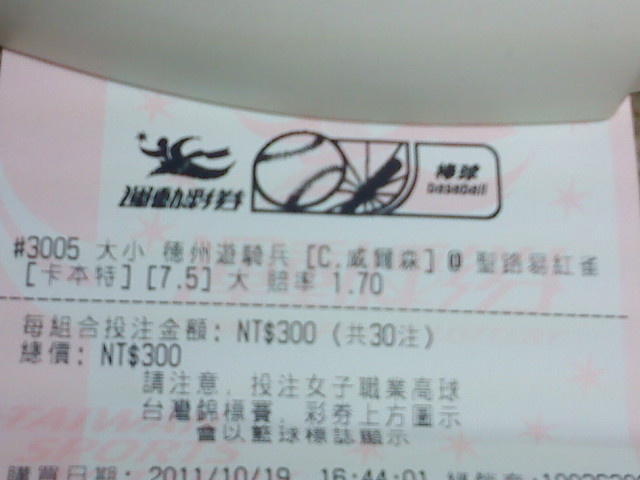 台灣運動彩券
棒球
baseball
#3005 大小 德州遊騎兵 [C.威爾森] @ 聖路易紅雀
[卡本特] [7.5] 大 賠率 1.70
每組合投注金額: NT$300 (共30注)
總價: NT$300
請注意, 投注女子職業高球
台灣錦標賽, 彩券上方圖示
會以籃球標誌顯示
TAIWAN
SPORTS
購買日期: 2011/10/19 16:44:01